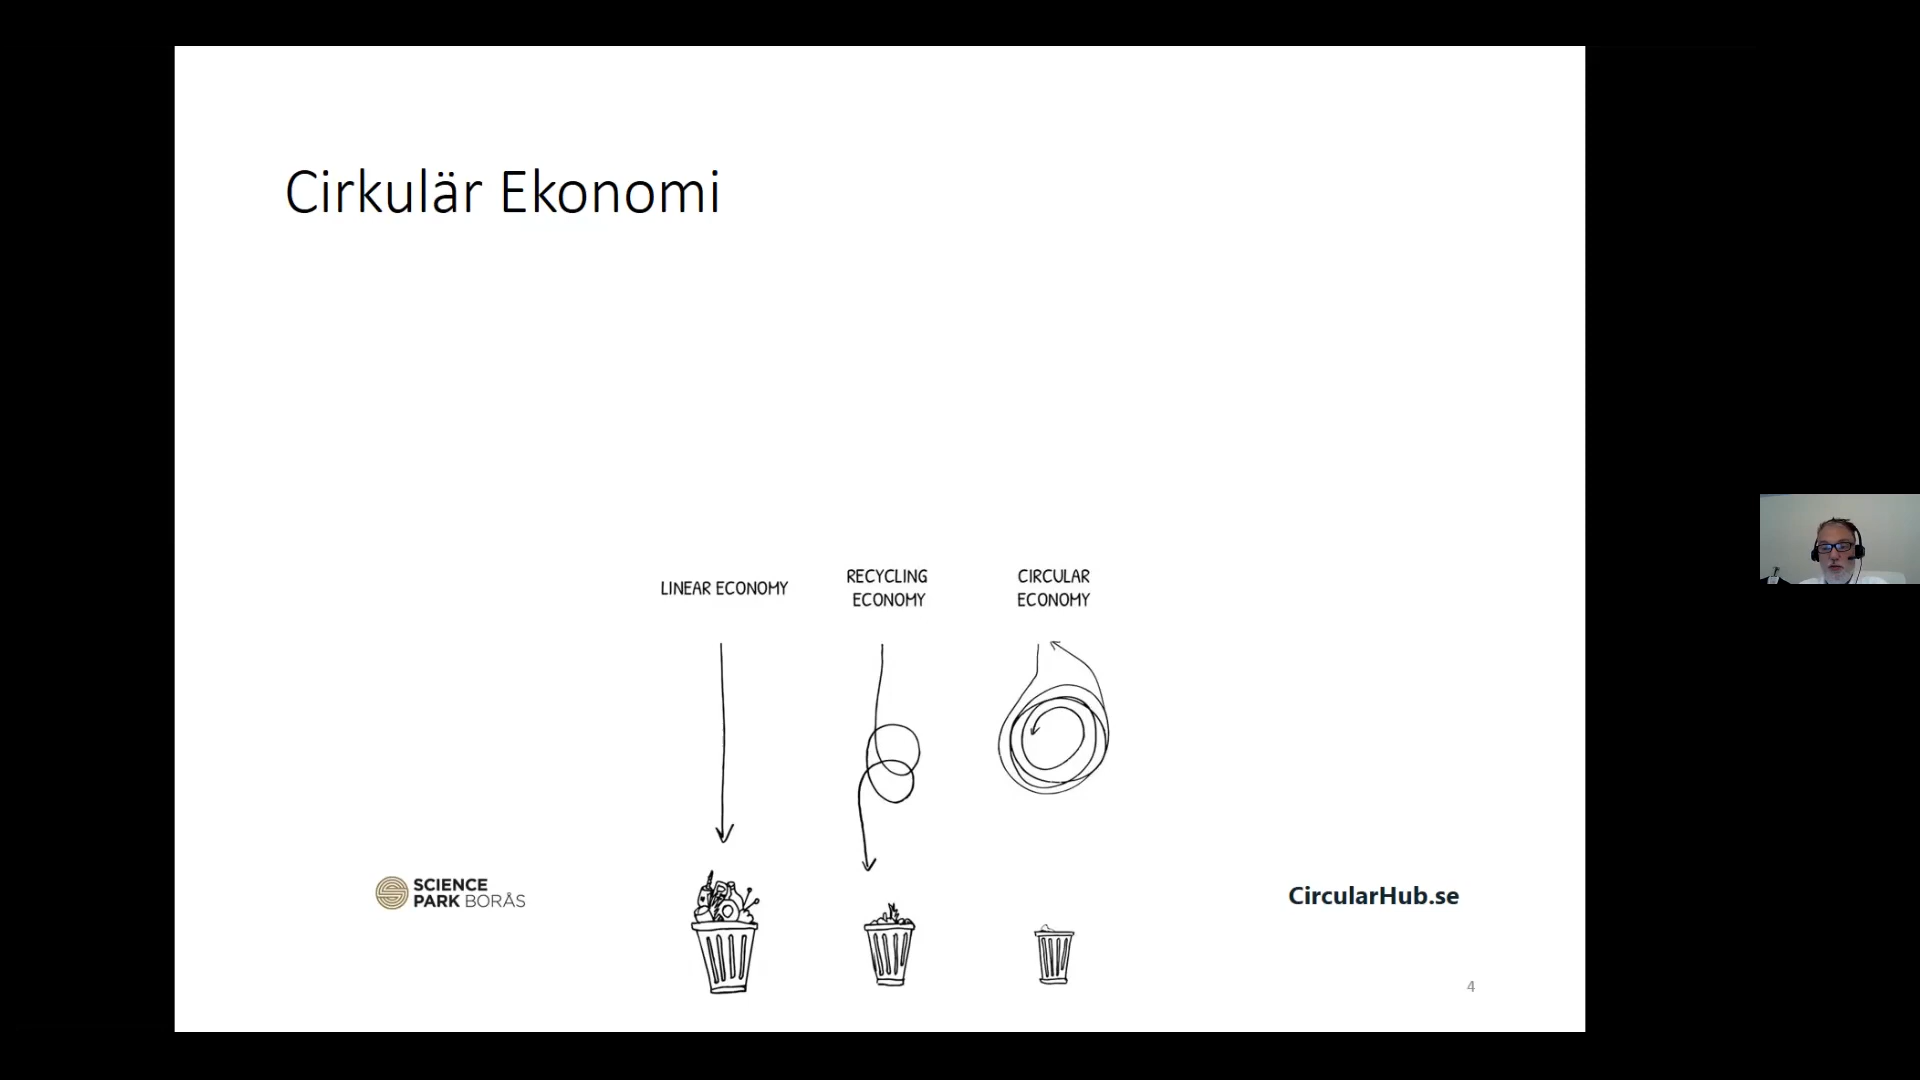 Cirkulär Ekonomi
LINEAR ECONOMY
RECYCLING
ECONOMY
CIRCULAR
ECONOMY
SCIENCE
PARK BORÅS
CircularHub.se
4